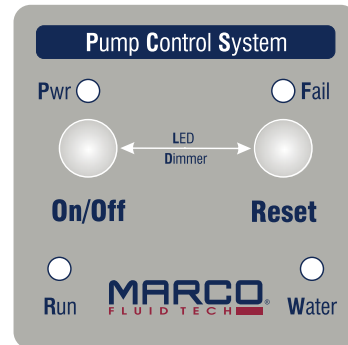 Pump Control System
Pwr
Fail
LED
Dimmer
On/Off
Reset
MARCO®
FLUID TECH
Run
Water